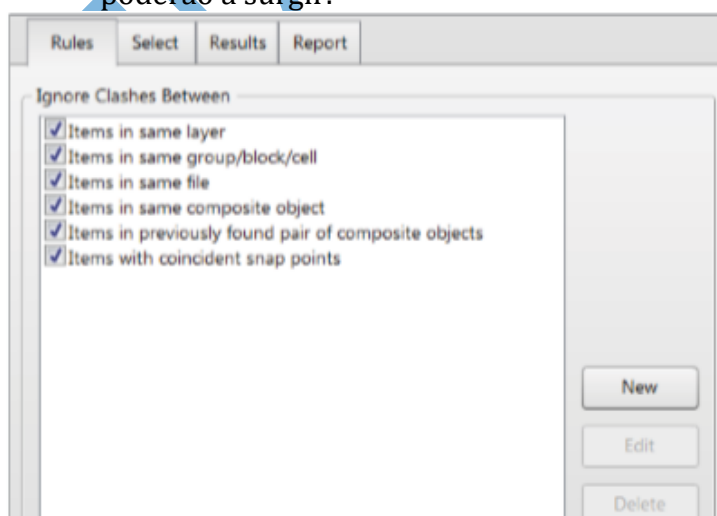 poderão a surgir?
Rules Select Results Report
Ignore Clashes Between
Items in same layer
Items in same group/block/cell
Items in same file
Items in same composite object
Items in previously found pair of composite objects
Items with coincident snap points
New
Edit
Delete